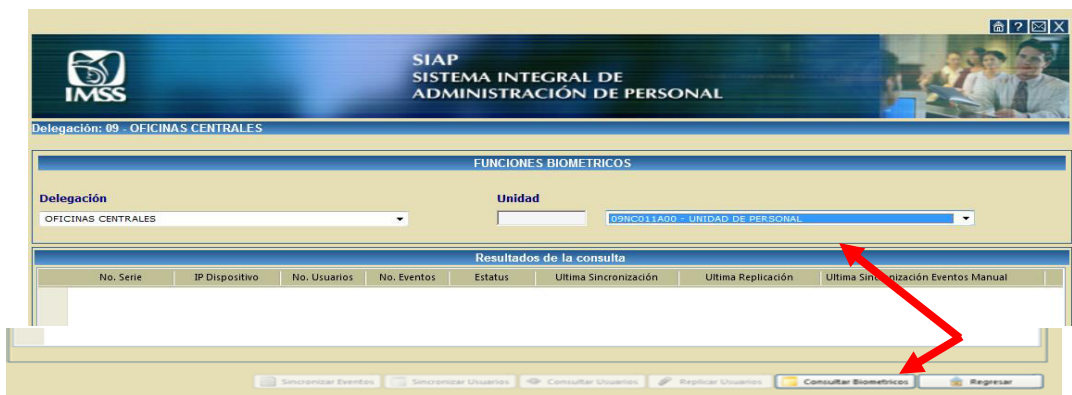 ? X
IMSS
SIAP
SISTEMA INTEGRAL DE
ADMINISTRACIÓN DE PERSONAL
Delegación: 09 - OFICINAS CENTRALES
FUNCIONES BIOMETRICOS
Delegación Unidad
OFICINAS CENTRALES 09NC011A00 - UNIDAD DE PERSONAL
Resultados de la consulta
No. Serie IP Dispositivo No. Usuarios No. Eventos Estatus Ultima Sincronización Ultima Replicación Ultima Sincronización Eventos Manual
Sincronizar Eventos Sincronizar Usuarios Consultar Usuarios Replicar Usuarios Consultar Biometricos Regresar